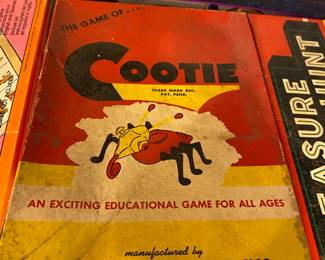 THE GAME OF . . . .
COOTIE
TRADE MARK REG.
PAT. PEND.
AN EXCITING EDUCATIONAL GAME FOR ALL AGES
manufactured by
EASURE
HUNT